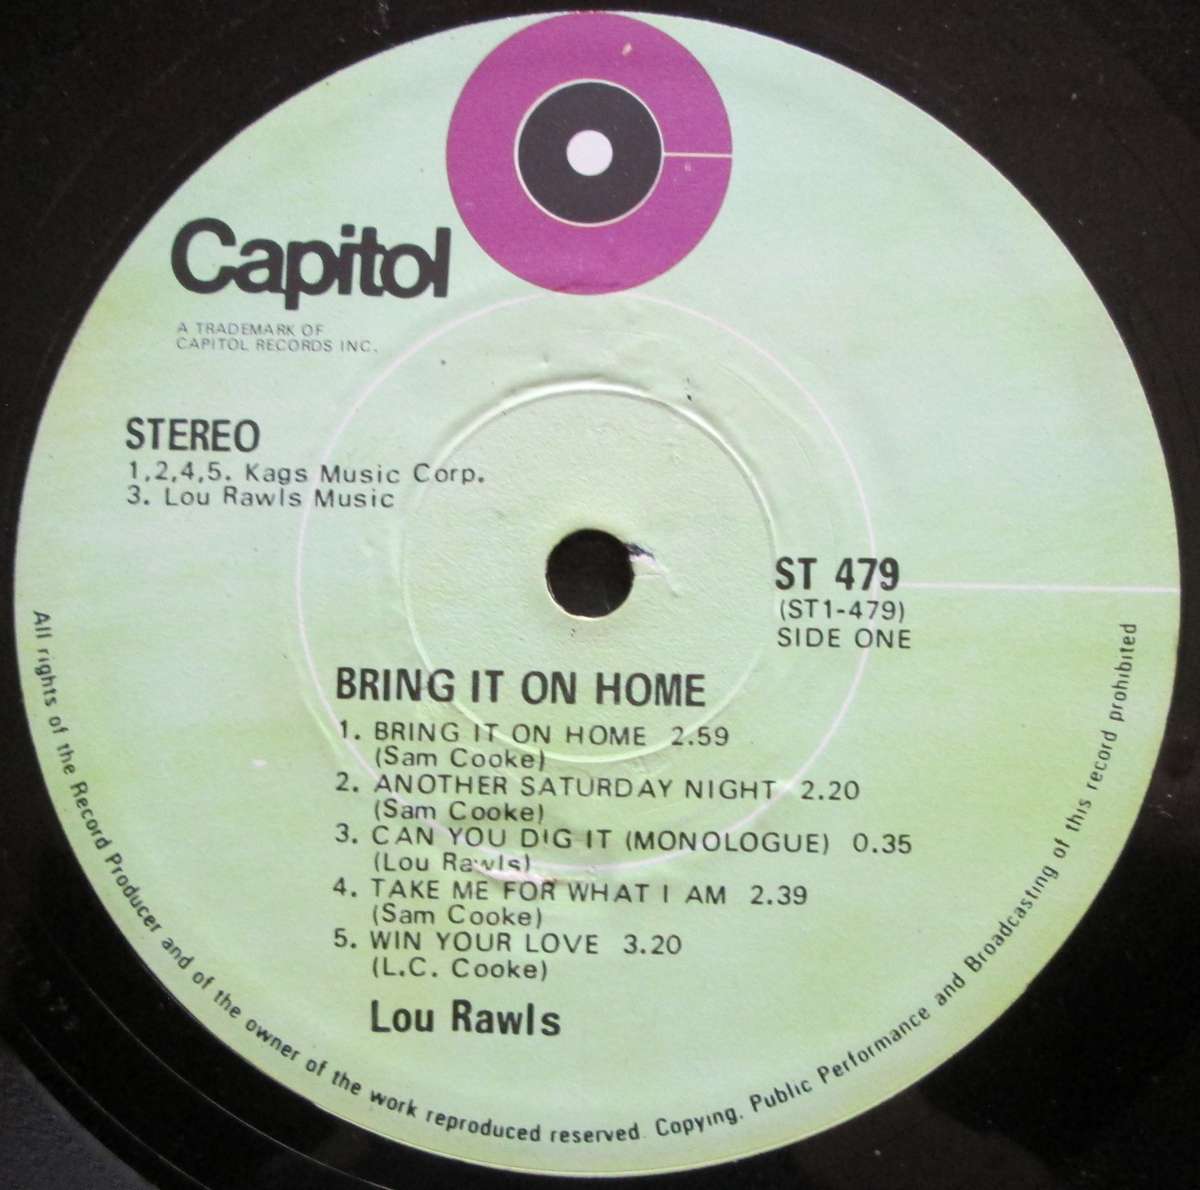 Capitol
A TRADEMARK OF
CAPITOL RECORDS INC.
STEREO
1,2,4,5. Kags Music Corp.
3. Lou Rawls Music
ST 479
(ST1-479)
SIDE ONE
BRING IT ON HOME
1. BRING IT ON HOME 2.59
(Sam Cooke)
2. ANOTHER SATURDAY NIGHT 2.20
(Sam Cooke)
3. CAN YOU DIG IT (MONOLOGUE) 0.35
(Lou Rawls)
4. TAKE ME FOR WHAT I AM 2.39
(Sam Cooke)
5. WIN YOUR LOVE 3.20
(L.C. Cooke)
Lou Rawls
All rights of the Record Producer and of the owner of the work reproduced reserved. Copying, Public Performance and Broadcasting of this record prohibited